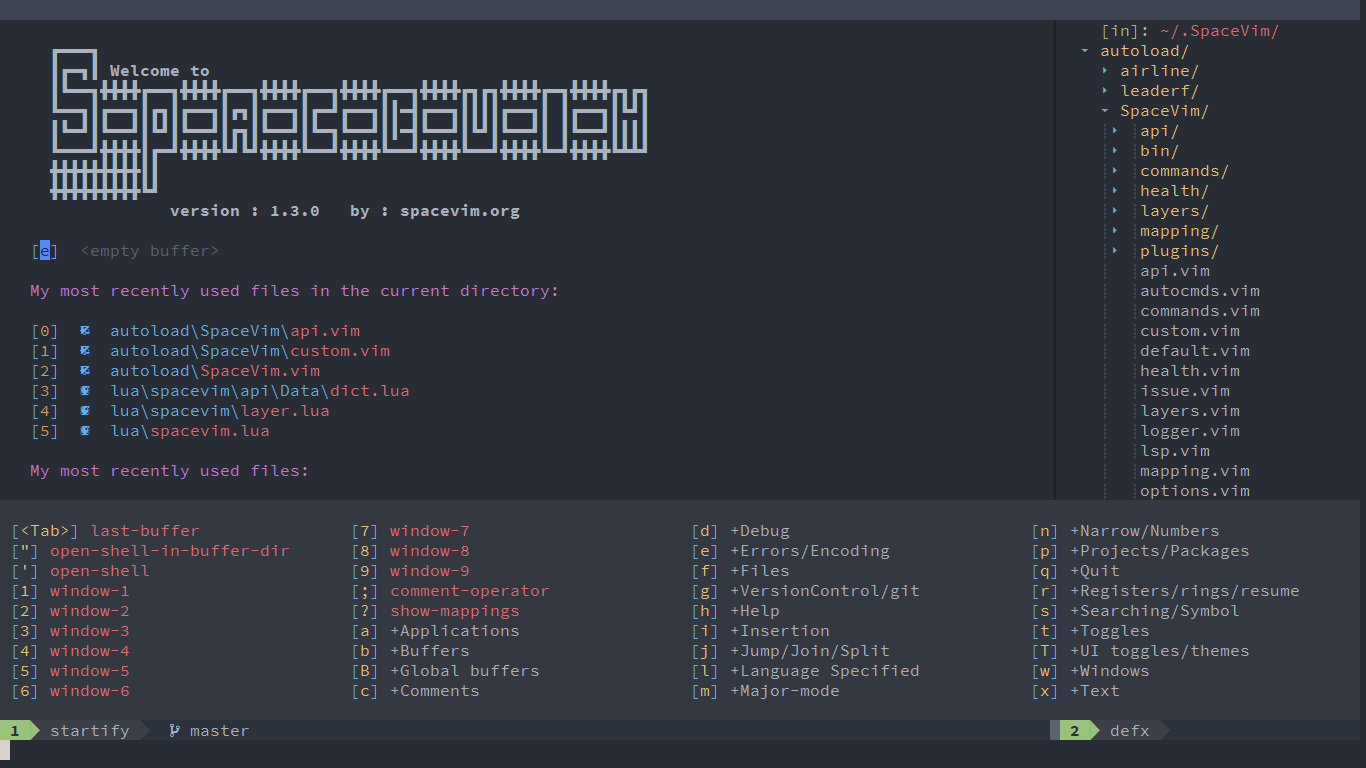 Welcome to
SpaceVim
version : 1.3.0   by : spacevim.org
[e]  <empty buffer>
My most recently used files in the current directory:
[0]  autoload\SpaceVim\api.vim
[1]  autoload\SpaceVim\custom.vim
[2]  autoload\SpaceVim.vim
[3]  lua\spacevim\api\Data\dict.lua
[4]  lua\spacevim\layer.lua
[5]  lua\spacevim.lua
My most recently used files:
[in]: ~/.SpaceVim/
autoload/
airline/
leaderf/
SpaceVim/
api/
bin/
commands/
health/
layers/
mapping/
plugins/
api.vim
autocmds.vim
commands.vim
custom.vim
default.vim
health.vim
issue.vim
layers.vim
logger.vim
lsp.vim
mapping.vim
options.vim
[<Tab>] last-buffer
["] open-shell-in-buffer-dir
['] open-shell
[1] window-1
[2] window-2
[3] window-3
[4] window-4
[5] window-5
[6] window-6
[7] window-7
[8] window-8
[9] window-9
[;] comment-operator
[?] show-mappings
[a] +Applications
[b] +Buffers
[B] +Global buffers
[c] +Comments
[d] +Debug
[e] +Errors/Encoding
[f] +Files
[g] +VersionControl/git
[h] +Help
[i] +Insertion
[j] +Jump/Join/Split
[l] +Language Specified
[m] +Major-mode
[n] +Narrow/Numbers
[p] +Projects/Packages
[q] +Quit
[r] +Registers/rings/resume
[s] +Searching/Symbol
[t] +Toggles
[T] +UI toggles/themes
[w] +Windows
[x] +Text
1 startify master
2 defx